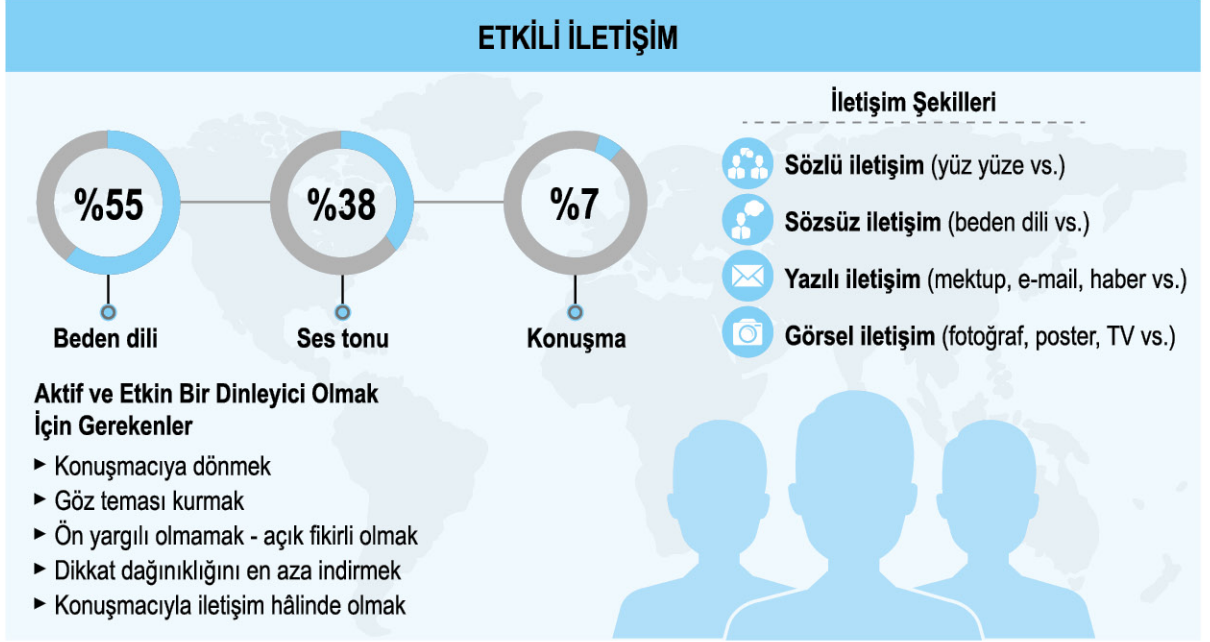 ETKİLİ İLETİŞİM
%55
%38
%7
Beden dili
Ses tonu
Konuşma
Aktif ve Etkin Bir Dinleyici Olmak
İçin Gerekenler
► Konuşmacıya dönmek
► Göz teması kurmak
► Ön yargılı olmamak - açık fikirli olmak
► Dikkat dağınıklığını en aza indirmek
► Konuşmacıyla iletişim hâlinde olmak
İletişim Şekilleri
Sözlü iletişim (yüz yüze vs.)
Sözsüz iletişim (beden dili vs.)
Yazılı iletişim (mektup, e-mail, haber vs.)
Görsel iletişim (fotoğraf, poster, TV vs.)